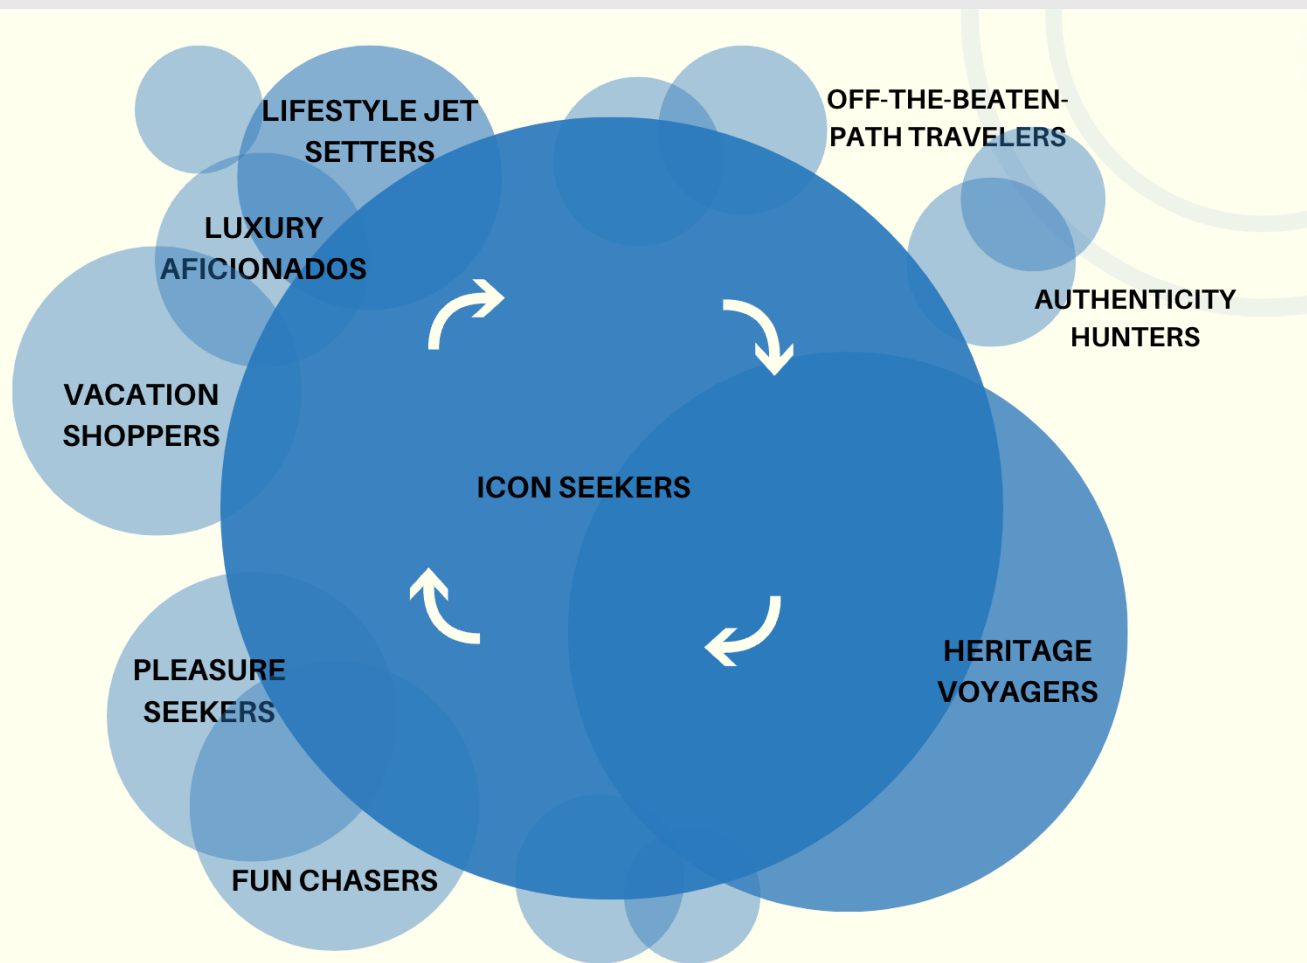 LIFESTYLE JET
SETTERS
OFF-THE-BEATEN-
PATH TRAVELERS
LUXURY
AFICIONADOS
AUTHENTICITY
HUNTERS
VACATION
SHOPPERS
ICON SEEKERS
HERITAGE
VOYAGERS
PLEASURE
SEEKERS
FUN CHASERS